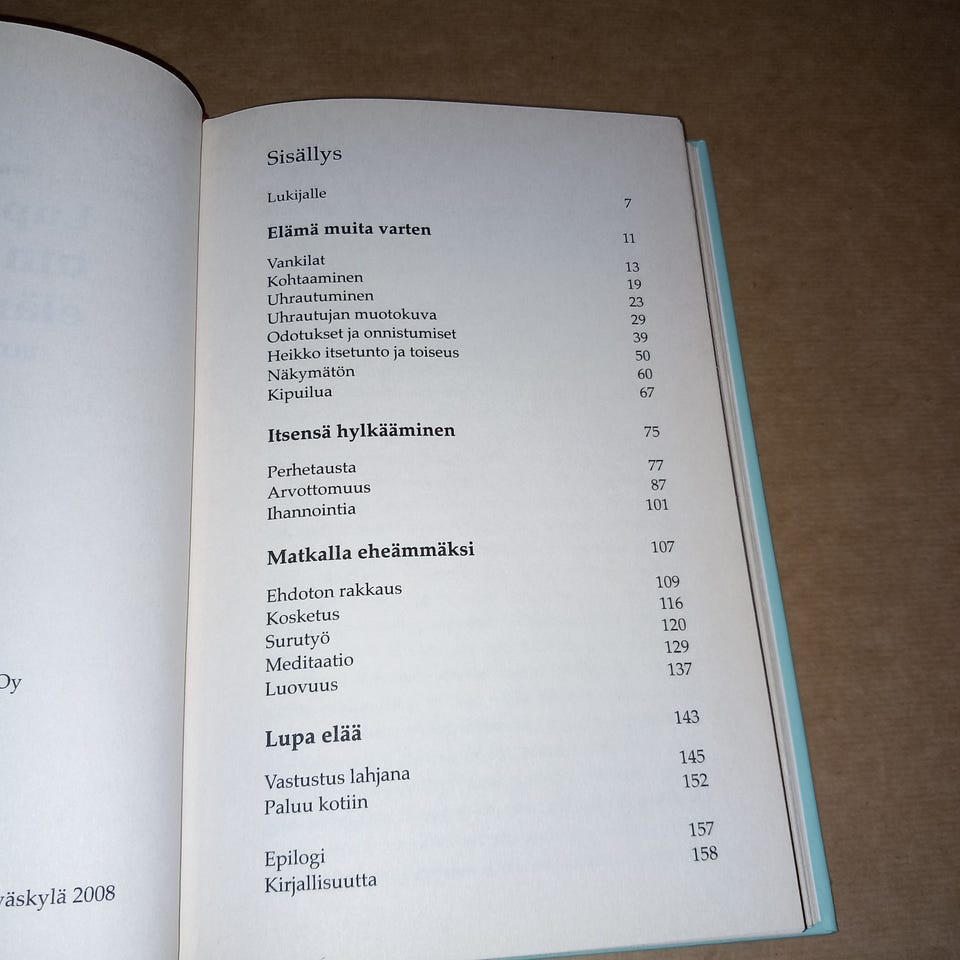 Oy
väskylä 2008
Sisällys
Lukijalle 7
Elämä muita varten 11
Vankilat 13
Kohtaaminen 19
Uhrautuminen 23
Uhrautujan muotokuva 29
Odotukset ja onnistumiset 39
Heikko itsetunto ja toiseus 50
Näkymätön 60
Kipuilua 67
Itsensä hylkääminen 75
Perhetausta 77
Arvottomuus 87
Ihannointia 101
Matkalla eheämmäksi 107
Ehdoton rakkaus 109
Kosketus 116
Surutyö 120
Meditaatio 129
Luovuus 137
Lupa elää 143
Vastustus lahjana 145
Paluu kotiin 152
Epilogi 157
Kirjallisuutta 158